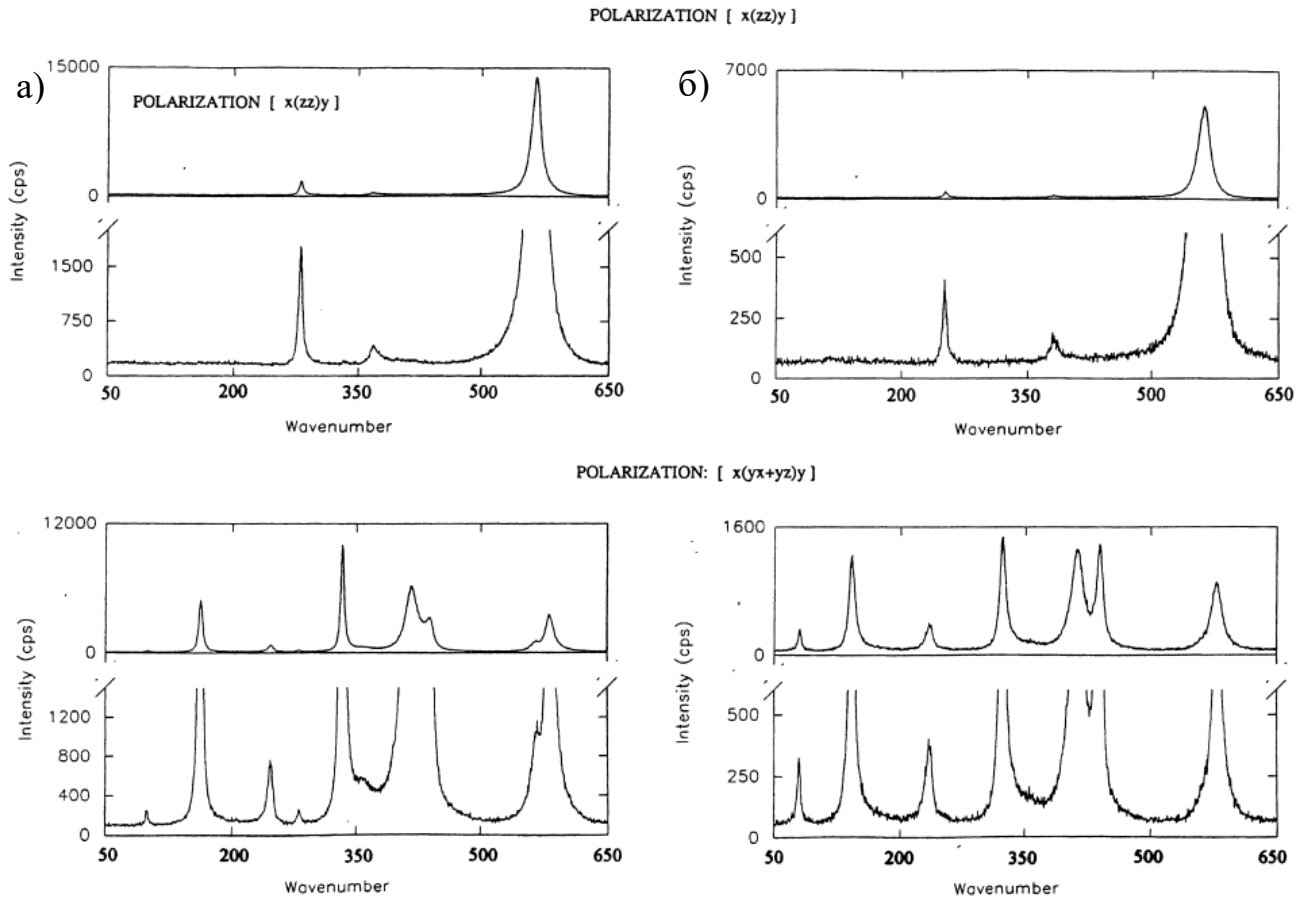 POLARIZATION [ x(zz)y]
а)
15000
0
POLARIZATION [ x(zz)y ]
Intensity (cps)
1500
750
0
50 200 350 500 650
Wavenumber
б)
7000
0
Intensity (cps)
500
250
0
50 200 350 500 650
Wavenumber
POLARIZATION: [ x(yx+yz)y ]
12000
0
Intensity (cps)
1200
800
400
0
50 200 350 500 650
Wavenumber
1600
0
Intensity (cps)
500
250
0
50 200 350 500 650
Wavenumber